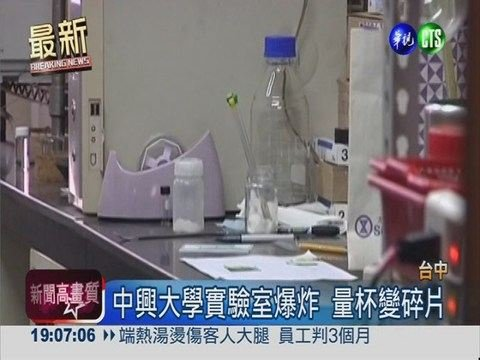 最新
BREAKING NEWS
華視 CTS
3
台中
新聞高畫質
中興大學實驗室爆炸 量杯變碎片
19:07:06 端熱湯燙傷客人大腿 員工判3個月